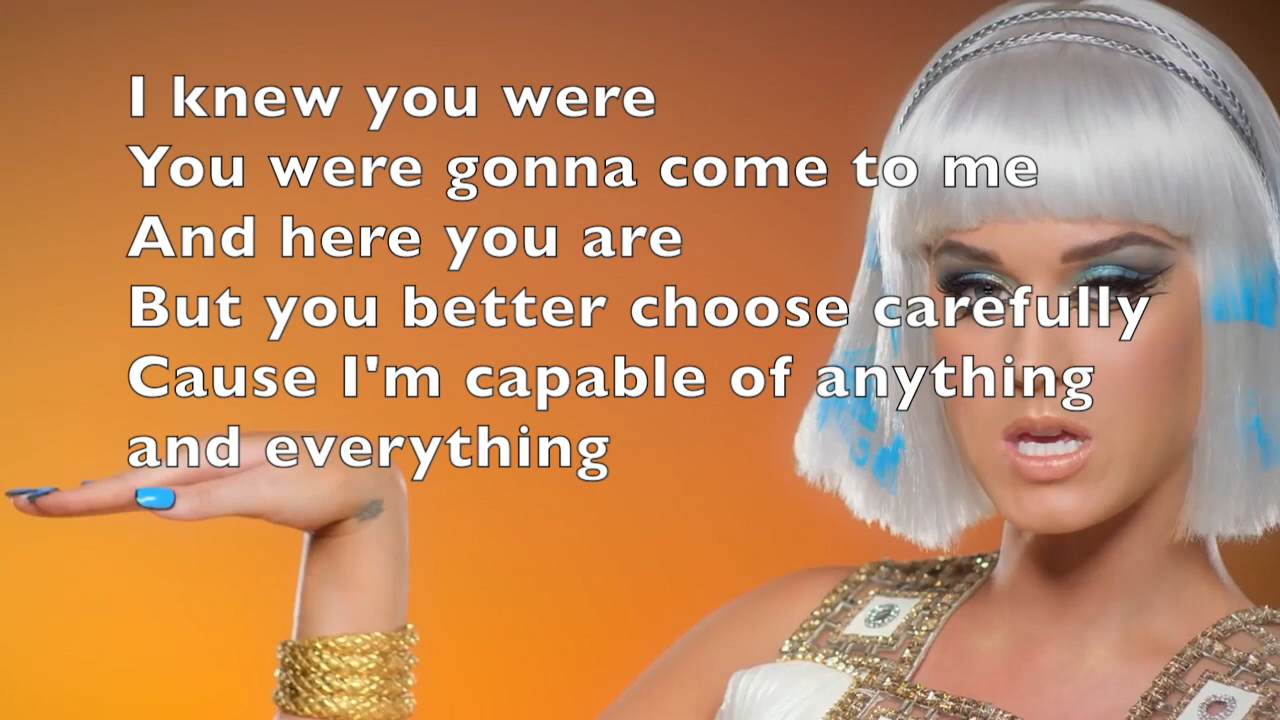 I knew you were
You were gonna come to me
And here you are
But you better choose carefully
Cause I'm capable of anything
and everything